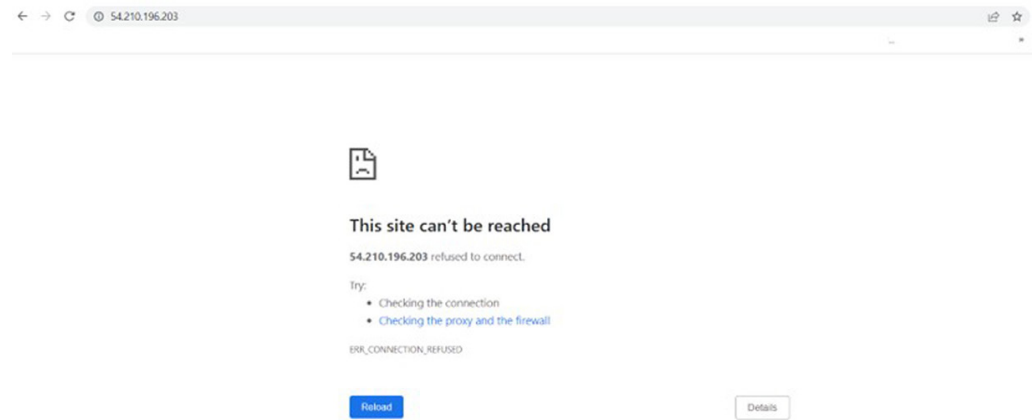 54.210.196.203
This site can't be reached
54.210.196.203 refused to connect.
Try:
• Checking the connection
• Checking the proxy and the firewall
ERR_CONNECTION_REFUSED
Reload
Details